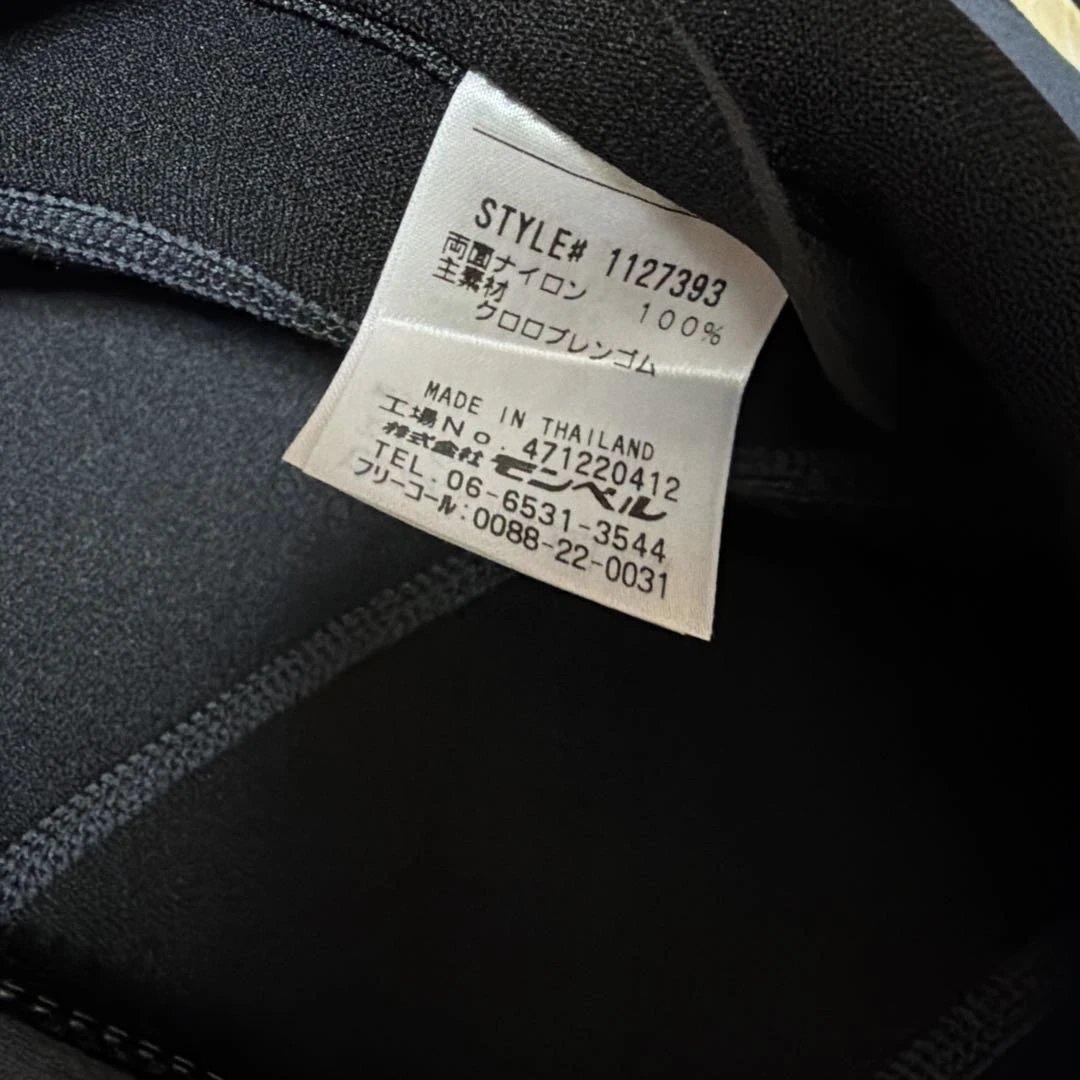 STYLE# 1127393
両面ナイロン 100%
主素材
クロロプレンゴム
MADE IN THAILAND
工場No. 471220412
株式会社 モンベル
TEL. 06-6531-3544
フリーコール:0088-22-0031